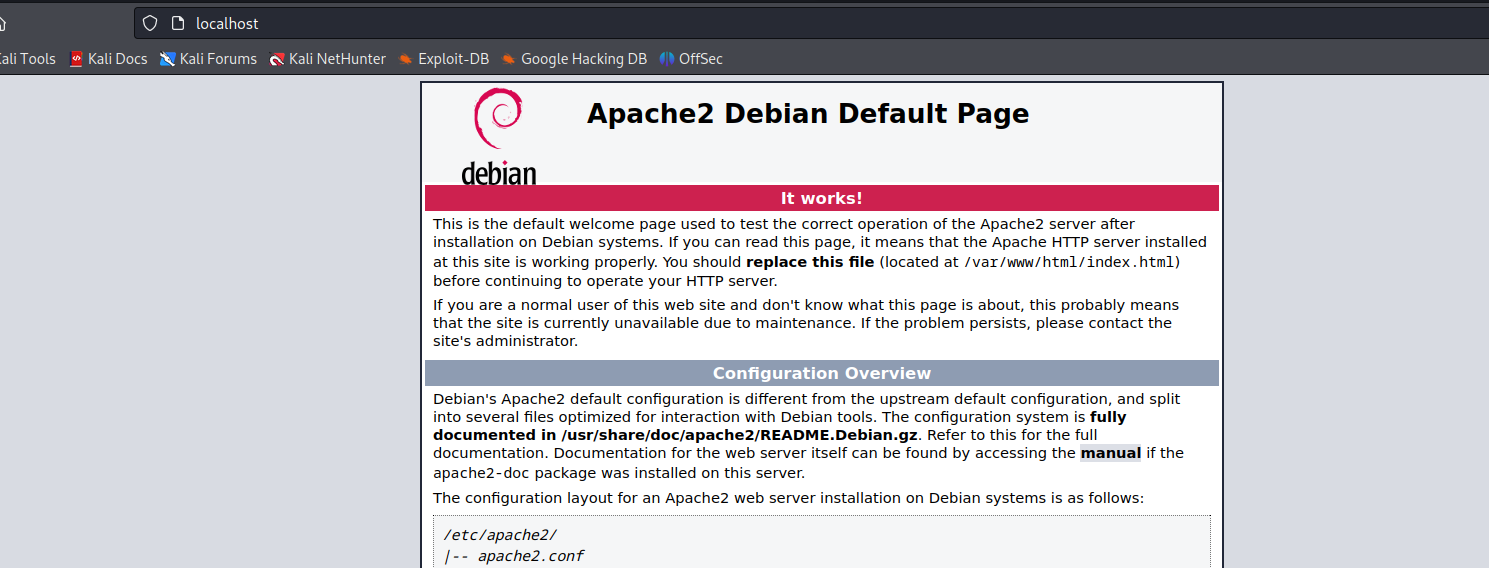 localhost
ali Tools Kali Docs Kali Forums Kali NetHunter Exploit-DB Google Hacking DB OffSec
Apache2 Debian Default Page
debian
It works!
This is the default welcome page used to test the correct operation of the Apache2 server after
installation on Debian systems. If you can read this page, it means that the Apache HTTP server installed
at this site is working properly. You should replace this file (located at /var/www/html/index.html)
before continuing to operate your HTTP server.
If you are a normal user of this web site and don't know what this page is about, this probably means
that the site is currently unavailable due to maintenance. If the problem persists, please contact the
site's administrator.
Configuration Overview
Debian's Apache2 default configuration is different from the upstream default configuration, and split
into several files optimized for interaction with Debian tools. The configuration system is fully
documented in /usr/share/doc/apache2/README.Debian.gz. Refer to this for the full
documentation. Documentation for the web server itself can be found by accessing the manual if the
apache2-doc package was installed on this server.
The configuration layout for an Apache2 web server installation on Debian systems is as follows:
/etc/apache2/
|-- apache2.conf